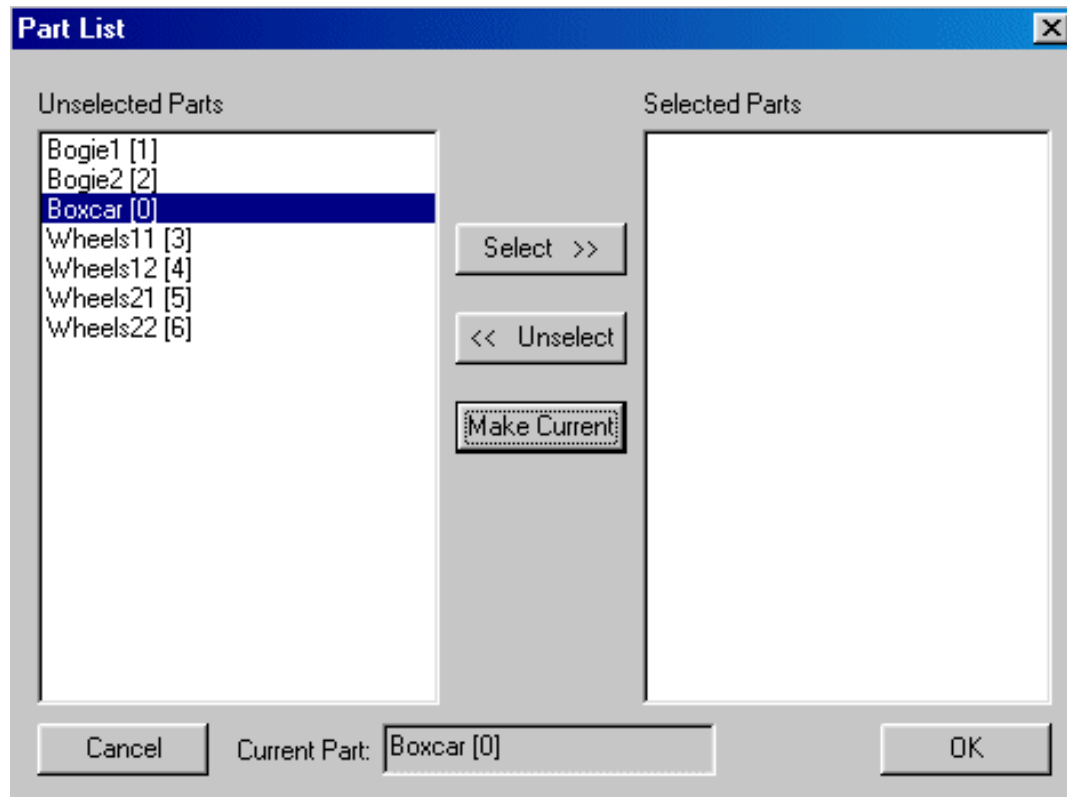 Part List
Unselected Parts
Selected Parts
Bogie1 [1]
Bogie2 [2]
Boxcar [0]
Wheels11 [3]
Wheels12 [4]
Wheels21 [5]
Wheels22 [6]
Select >>
<< Unselect
Make Current
Cancel
Current Part:
Boxcar [0]
OK